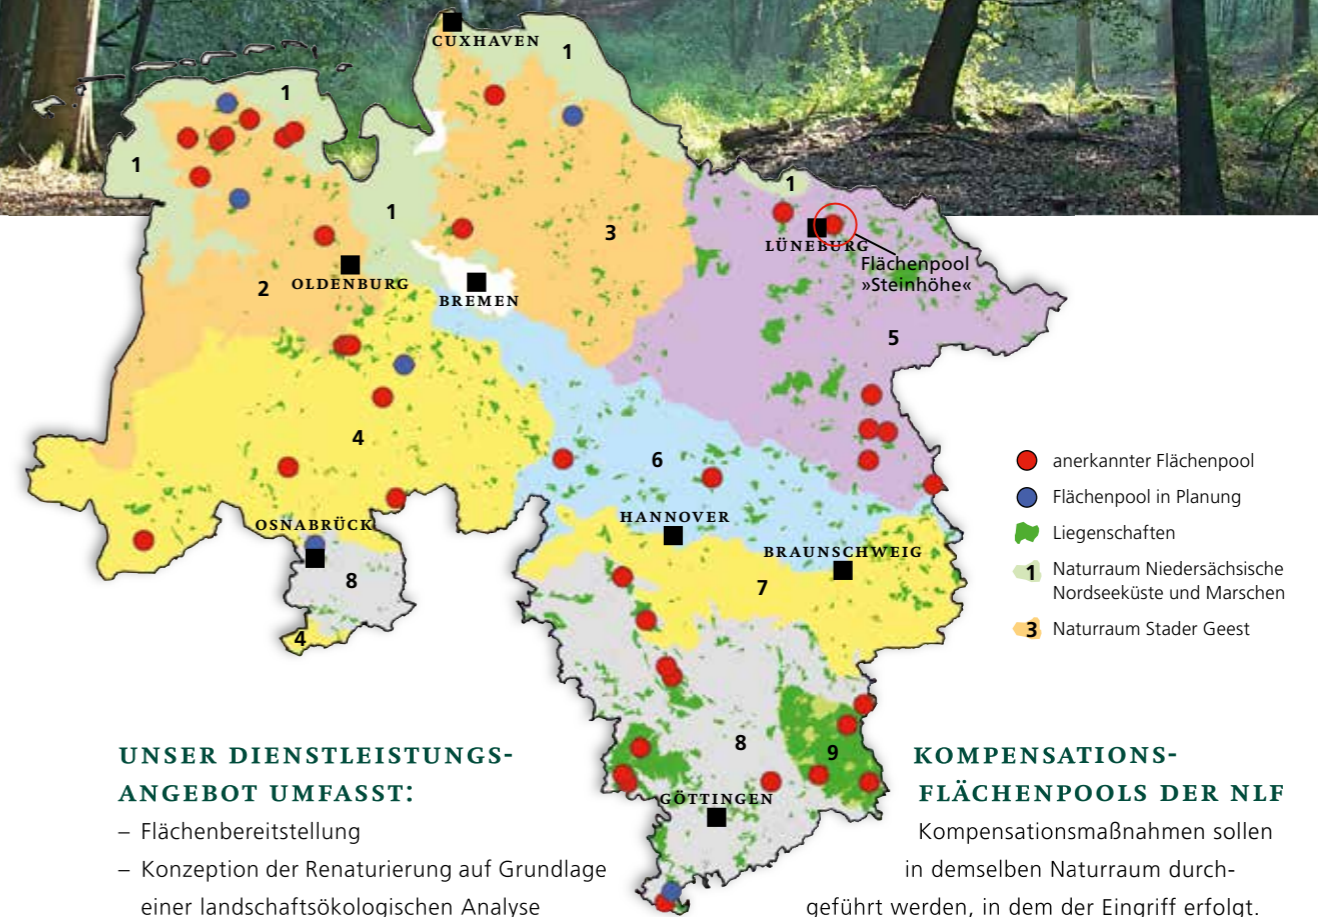 CUXHAVEN
1
1
1
1
1
3
LÜNEBURG
Flächenpool
»Steinhöhe«
2
OLDENBURG
BREMEN
5
4
6
anerkannter Flächenpool
Flächenpool in Planung
Liegenschaften
1 Naturraum Niedersächsische
Nordseeküste und Marschen
3 Naturraum Stader Geest
OSNABRÜCK
HANNOVER
BRAUNSCHWEIG
8
7
4
8
9
GÖTTINGEN
UNSER DIENSTLEISTUNGS-
ANGEBOT UMFASST:
– Flächenbereitstellung
– Konzeption der Renaturierung auf Grundlage
einer landschaftsökologischen Analyse
KOMPENSATIONS-
FLÄCHENPOOLS DER NLF
Kompensationsmaßnahmen sollen
in demselben Naturraum durch-
geführt werden, in dem der Eingriff erfolgt.